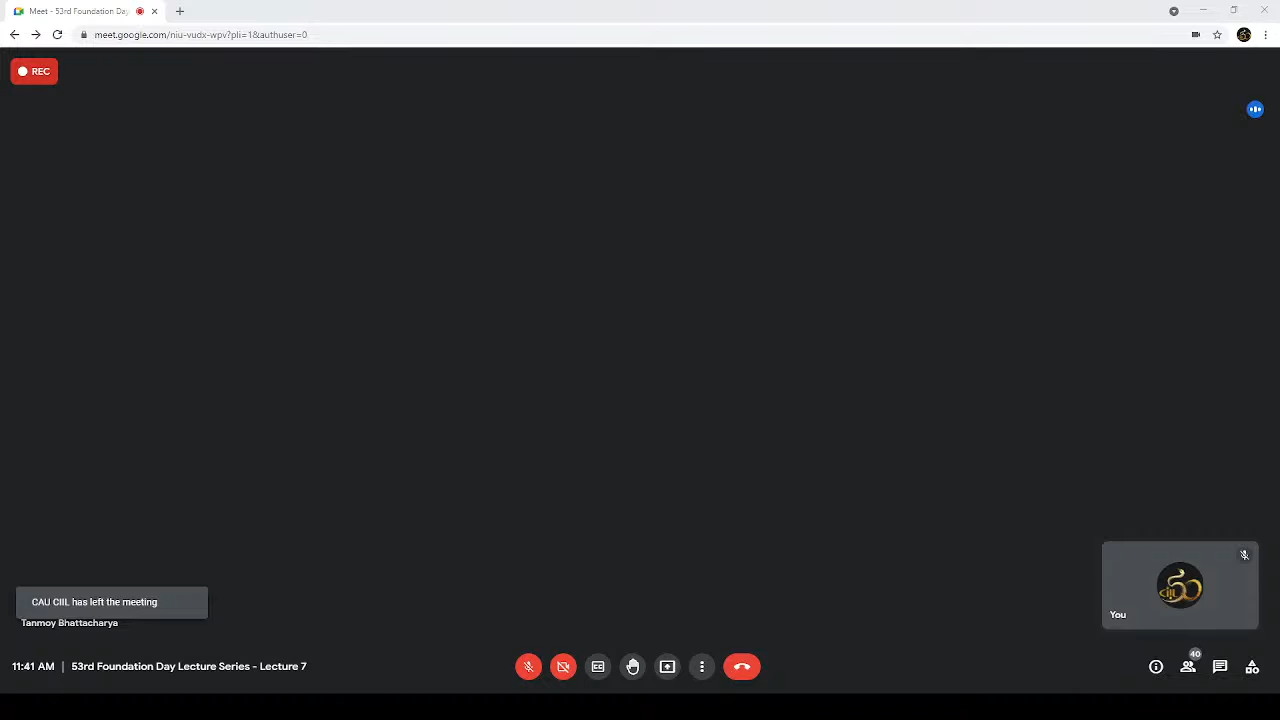 Meet - 53rd Foundation Day
meet.google.com/niu-vudx-wpv?pli=1&authuser=0
REC
CAU CIIL has left the meeting
Tanmoy Bhattacharya
You
11:41 AM | 53rd Foundation Day Lecture Series - Lecture 7
40